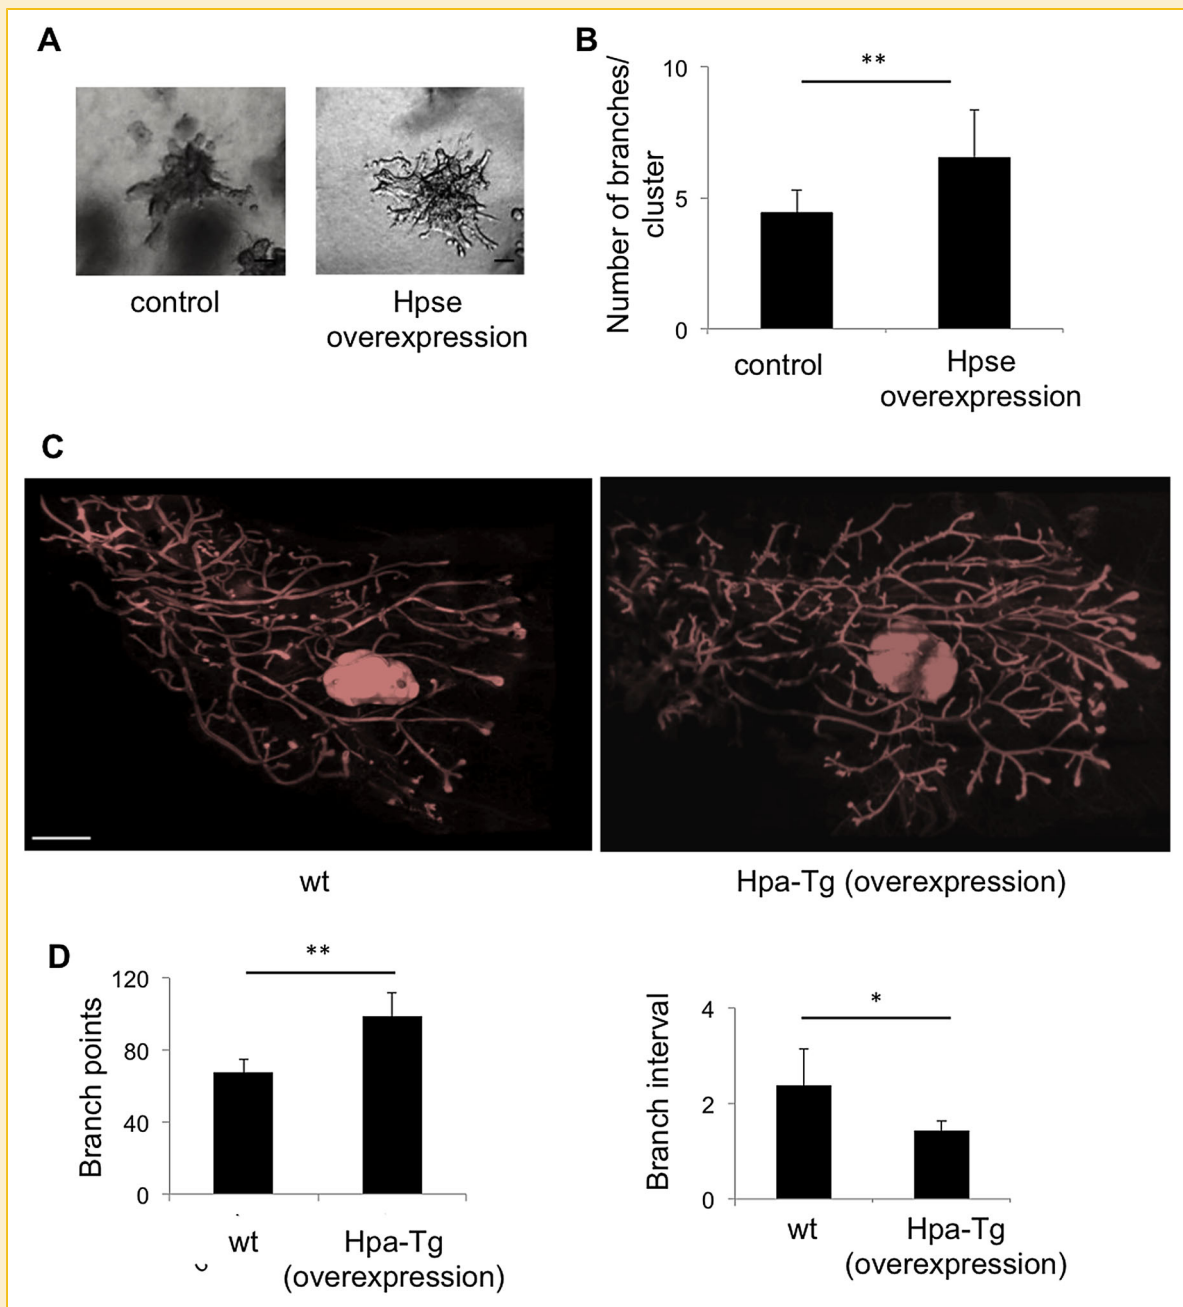 A
control
Hpse
overexpression
B
**
Number of branches/
cluster
10
5
0
control
Hpse
overexpression
C
wt
Hpa-Tg (overexpression)
D
**
Branch points
120
80
40
0
wt
Hpa-Tg
(overexpression)
*
Branch interval
4
2
0
wt
Hpa-Tg
(overexpression)